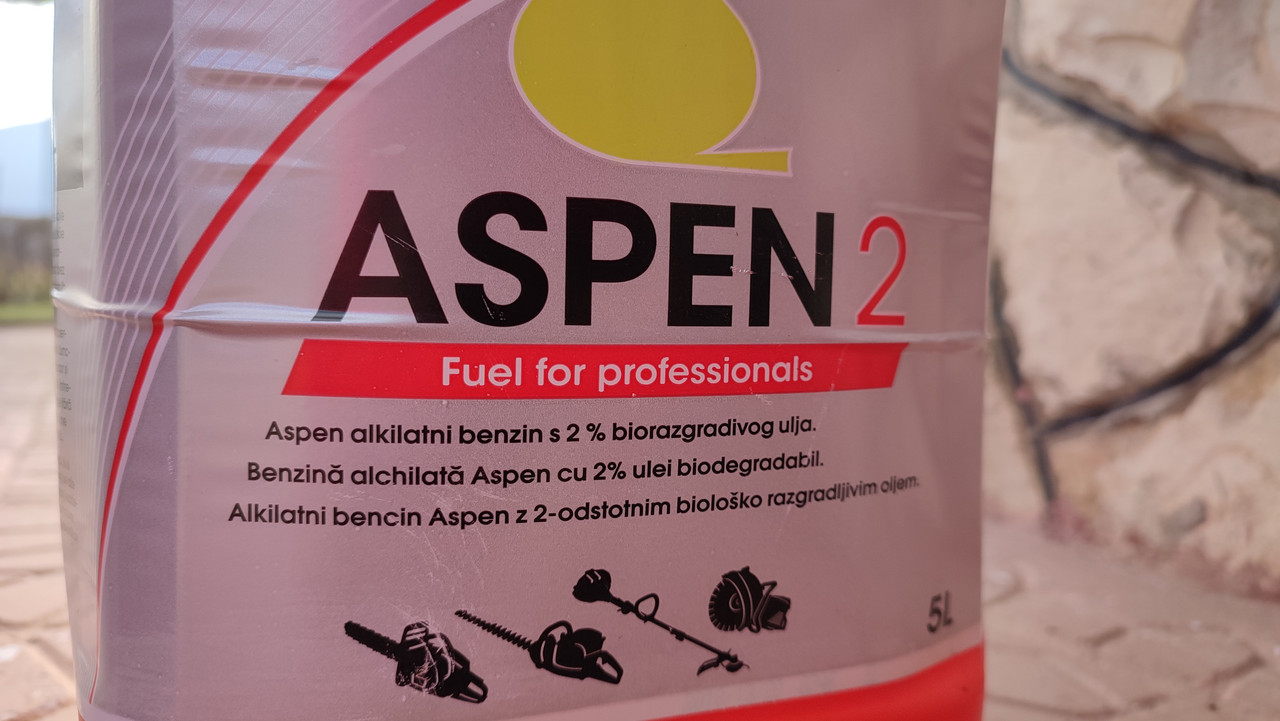 ASPEN 2
Fuel for professionals
Aspen alkilatni benzin s 2 % biorazgradivog ulja.
Benzină alchilată Aspen cu 2% ulei biodegradabil.
Alkilatni bencin Aspen z 2-odstotnim biološko razgradljivim oljem.
5L